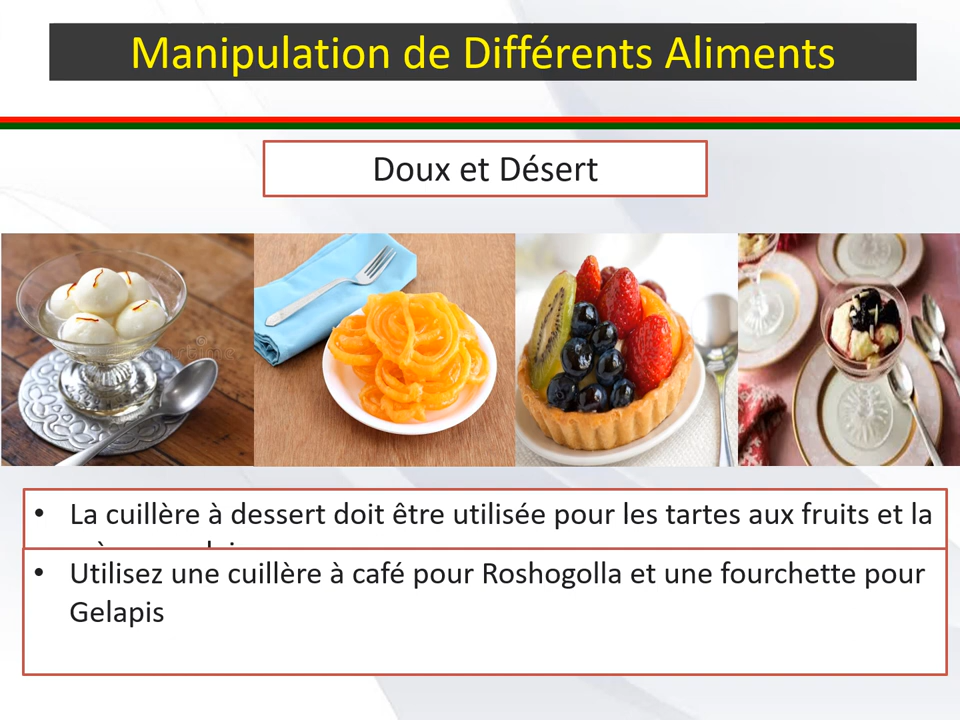 Manipulation de Différents Aliments
Doux et Désert
• La cuillère à dessert doit être utilisée pour les tartes aux fruits et la
• Utilisez une cuillère à café pour Roshogolla et une fourchette pour
Gelapis